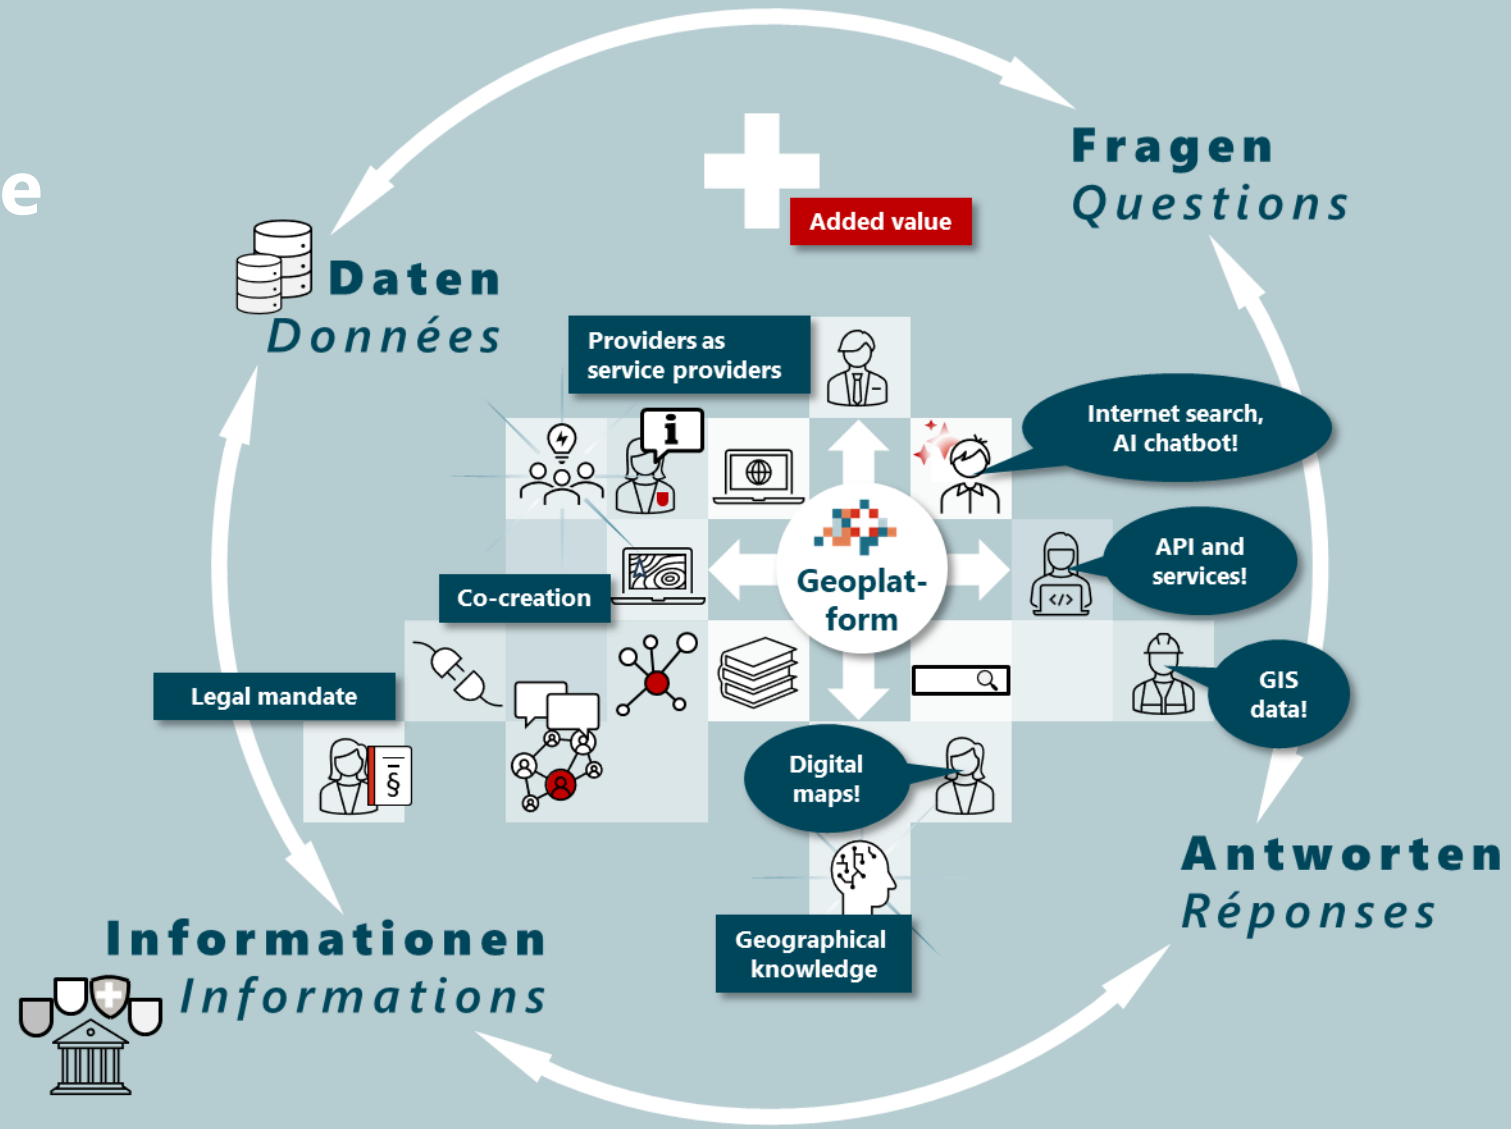 e
Fragen
Questions
Added value
Daten
Données
Providers as
service providers
i
Internet search,
AI chatbot!
Geoplat-
form
API and
services!
</>
Co-creation
GIS
data!
Legal mandate
§
Digital
maps!
Antworten
Réponses
Geographical
knowledge
Informationen
Informations